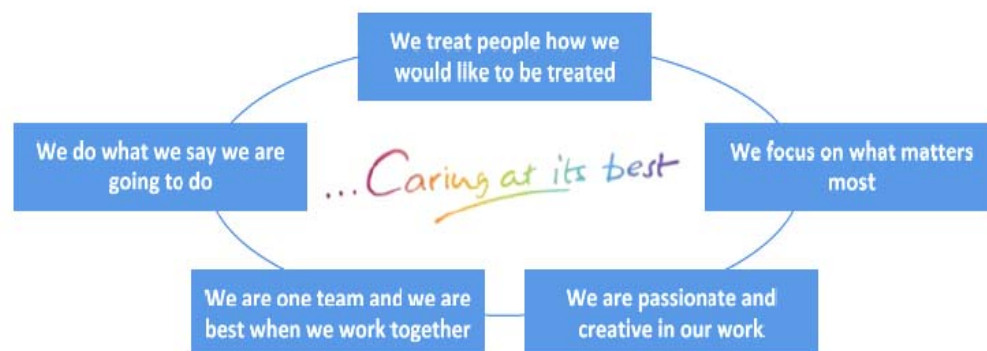 We treat people how we
would like to be treated
We do what we say we are
going to do
...Caring at its best
We focus on what matters
most
We are one team and we are
best when we work together
We are passionate and
creative in our work